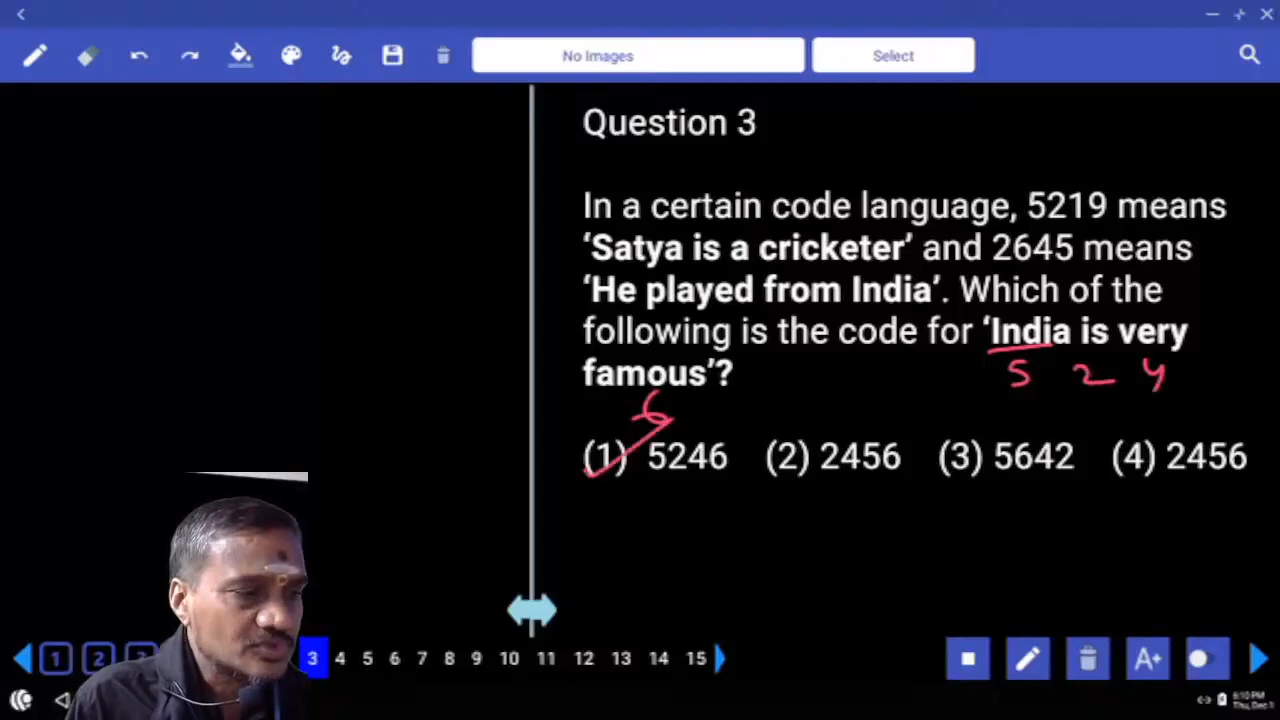 No Images
Select
Question 3
In a certain code language, 5219 means
‘Satya is a cricketer’ and 2645 means
‘He played from India’. Which of the
following is the code for ‘India is very
famous’?
5 2 4
6
(1) 5246 (2) 2456 (3) 5642 (4) 2456
1 2 3 4 5 6 7 8 9 10 11 12 13 14 15
A+
6:10 PM